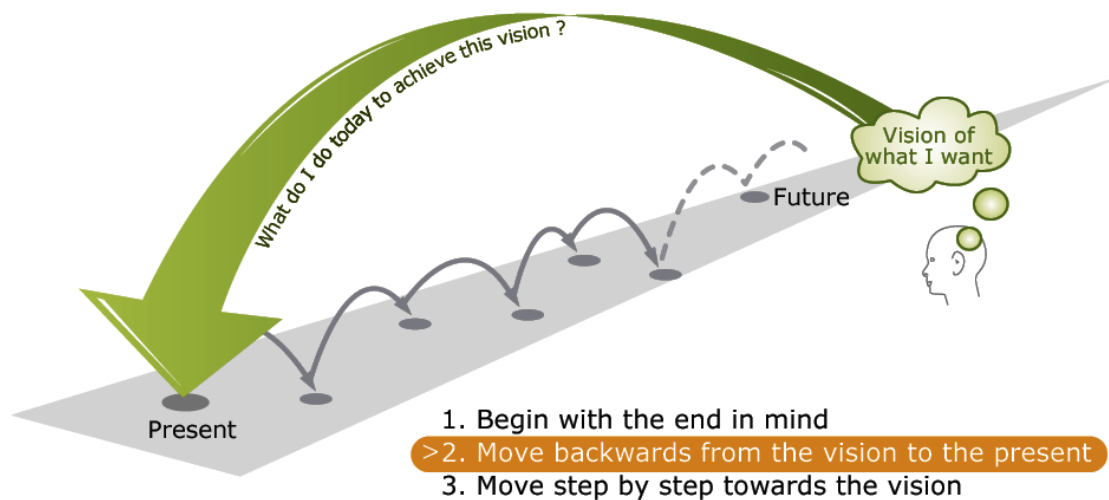 What do I do today to achieve this vision ?
Vision of
what I want
Future
Present
1. Begin with the end in mind
>2. Move backwards from the vision to the present
3. Move step by step towards the vision